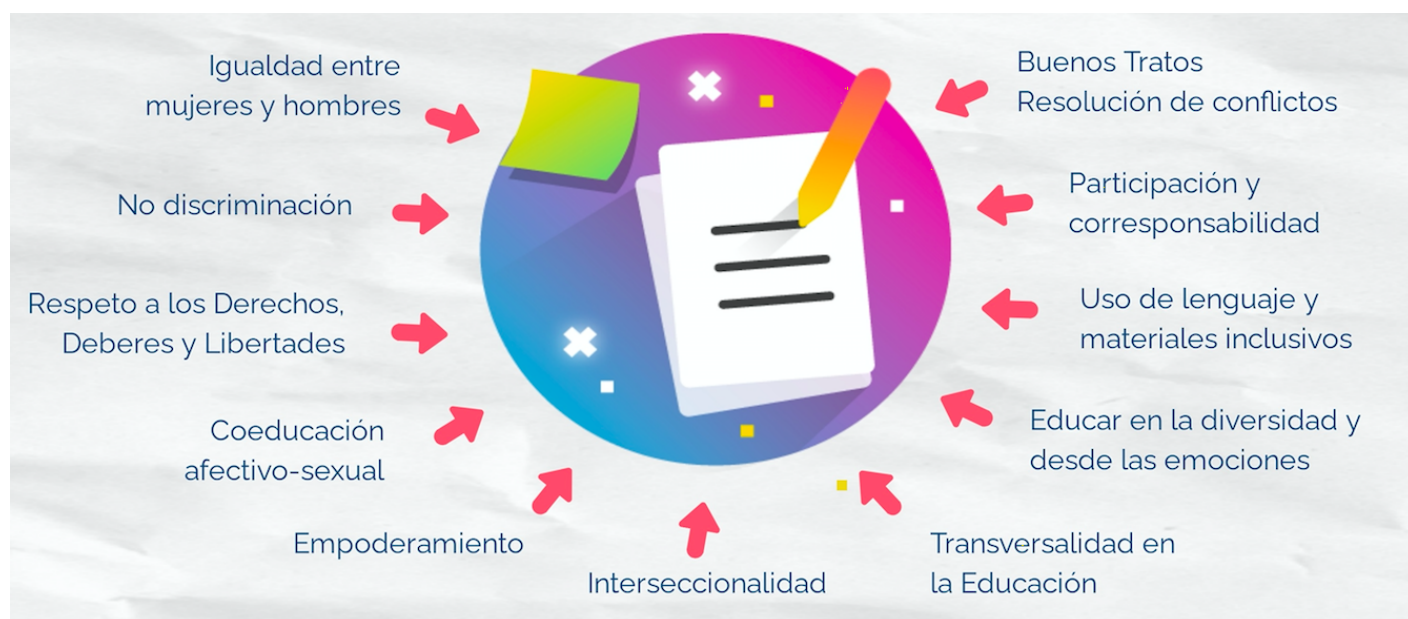 Igualdad entre
mujeres y hombres
No discriminación
Respeto a los Derechos,
Deberes y Libertades
Coeducación
afectivo-sexual
Empoderamiento
Interseccionalidad
Buenos Tratos
Resolución de conflictos
Participación y
corresponsabilidad
Uso de lenguaje y
materiales inclusivos
Educar en la diversidad y
desde las emociones
Transversalidad en
la Educación